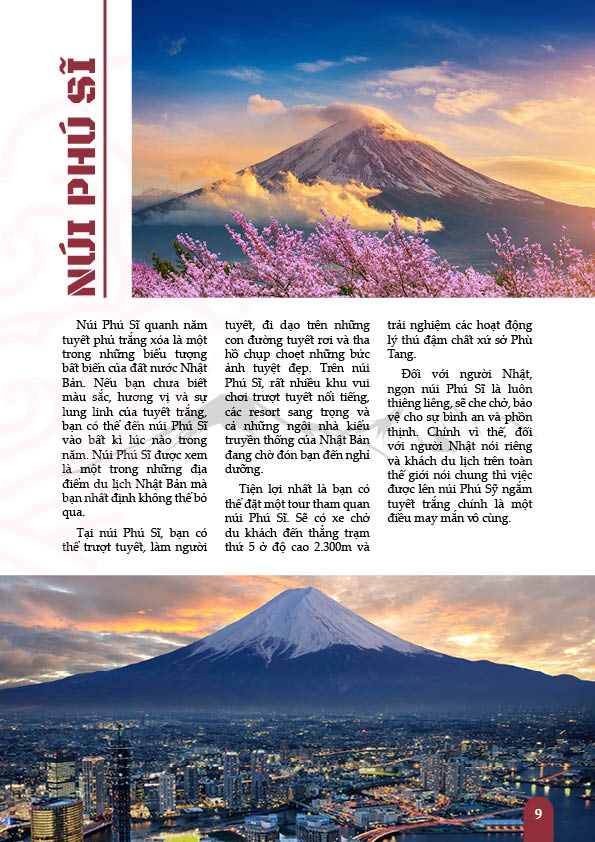 NÚI PHÚ SĨ
Núi Phú Sĩ quanh năm
tuyết phủ trắng xóa là một
trong những biểu tượng
bất biến của đất nước Nhật
Bản. Nếu bạn chưa biết
màu sắc, hương vị và sự
lung linh của tuyết trắng,
bạn có thể đến núi Phú Sĩ
vào bất kì lúc nào trong
năm. Núi Phú Sĩ được xem
là một trong những địa
điểm du lịch Nhật Bản mà
bạn nhất định không thể bỏ
qua.
Tại núi Phú Sĩ, bạn có
thể trượt tuyết, làm người
tuyết, đi dạo trên những
con đường tuyết rơi và tha
hồ chụp choẹt những bức
ảnh tuyệt đẹp. Trên núi
Phú Sĩ, rất nhiều khu vui
chơi trượt tuyết nổi tiếng,
các resort sang trọng và
cả những ngôi nhà kiểu
truyền thống của Nhật Bản
đang chờ đón bạn đến nghỉ
dưỡng.
Tiện lợi nhất là bạn có
thể đặt một tour tham quan
núi Phú Sĩ. Sẽ có xe chở
du khách đến thẳng trạm
thứ 5 ở độ cao 2.300m và
trải nghiệm các hoạt động
lý thú đậm chất xứ sở Phù
Tang.
Đối với người Nhật,
ngọn núi Phú Sĩ là luôn
thiêng liêng, sẽ che chở, bảo
vệ cho sự bình an và phồn
thịnh. Chính vì thế, đối
với người Nhật nói riêng
và khách du lịch trên toàn
thế giới nói chung thì việc
được lên núi Phú Sỹ ngắm
tuyết trắng chính là một
điều may mắn vô cùng.
9